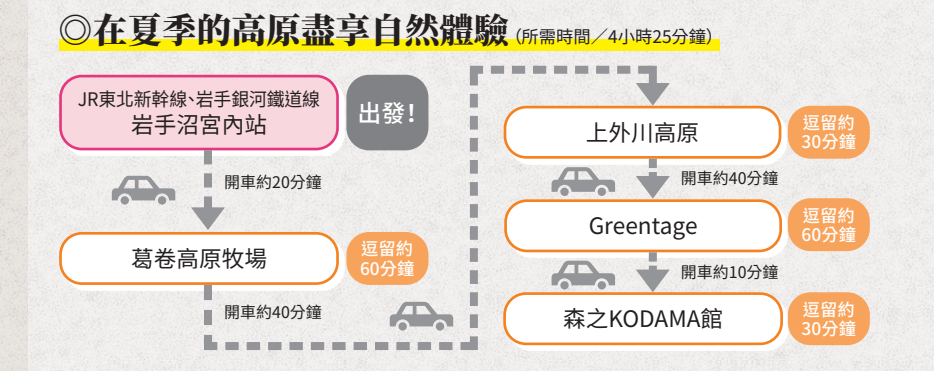 ◎在夏季的高原盡享自然體驗 (所需時間／4小時25分鐘)
JR東北新幹線、岩手銀河鐵道線
岩手沼宮內站
出發！
開車約20分鐘
葛卷高原牧場
逗留約
60分鐘
開車約40分鐘
上外川高原
逗留約
30分鐘
開車約40分鐘
Greentage
逗留約
60分鐘
開車約10分鐘
森之KODAMA館
逗留約
30分鐘